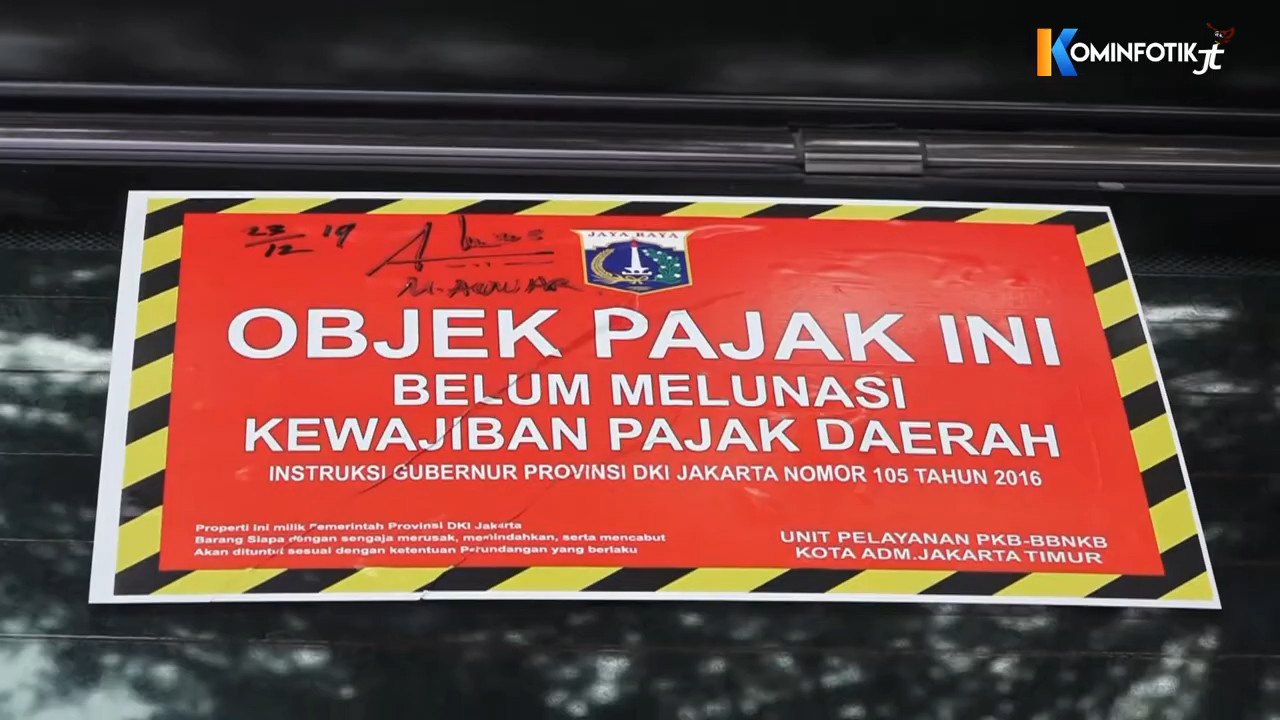 KOMINFOTIK JT
23/12 '19
JAYA RAYA
OBJEK PAJAK INI
BELUM MELUNASI
KEWAJIBAN PAJAK DAERAH
INSTRUKSI GUBERNUR PROVINSI DKI JAKARTA NOMOR 105 TAHUN 2016
Properti ini milik Pemerintah Provinsi DKI Jakarta
Barang Siapa dengan sengaja merusak, memindahkan, serta mencabut
Akan dituntut sesuai dengan ketentuan Perundangan yang berlaku
UNIT PELAYANAN PKB-BBNKB
KOTA ADM.JAKARTA TIMUR